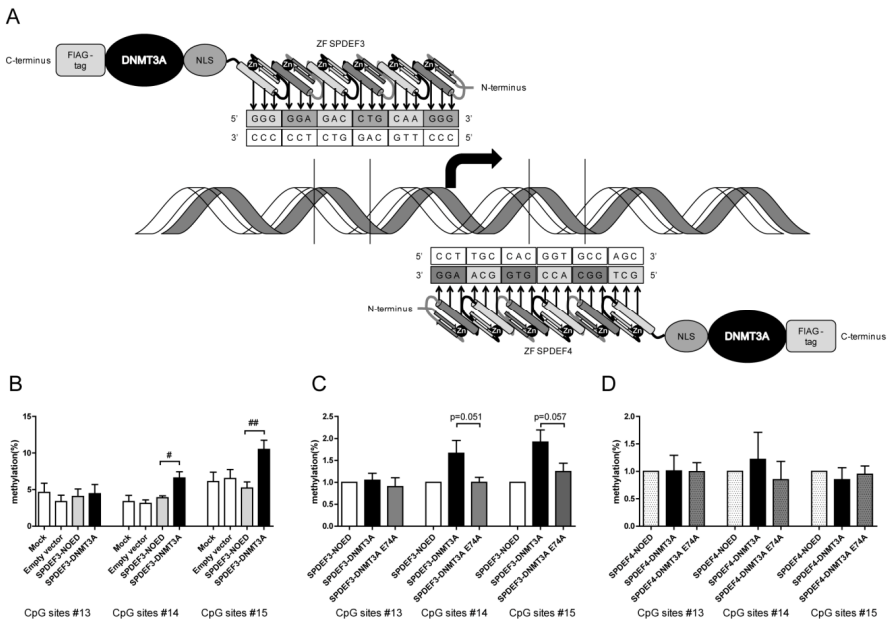 A
C-terminus
FlAG-
tag
DNMT3A
NLS
ZF SPDEF3
Zn Zn Zn Zn Zn Zn
N-terminus
5' GGG GGA GAC CTG CAA GGG 3'
3' CCC CCT CTG GAC GTT CCC
5' CCT TGC CAC GGT GCC AGC 3'
3' GGA ACG GTG CCA CGG TCG 5'
N-terminus
Zn Zn Zn Zn Zn Zn
ZF SPDEF4
NLS
DNMT3A
FlAG-
tag
C-terminus
B
methylation(%)
15
10
5
0
#
##
Mock
Empty vector
SPDEF3-NOED
SPDEF3-DNMT3A
Mock
Empty vector
SPDEF3-NOED
SPDEF3-DNMT3A
Mock
Empty vector
SPDEF3-NOED
SPDEF3-DNMT3A
CpG sites #13
CpG sites #14
CpG sites #15
C
methylation(%)
2.5
2.0
1.5
1.0
0.5
0.0
p=0.051
p=0.057
SPDEF3-NOED
SPDEF3-DNMT3A
SPDEF3-DNMT3A E74A
SPDEF3-NOED
SPDEF3-DNMT3A
SPDEF3-DNMT3A E74A
SPDEF3-NOED
SPDEF3-DNMT3A
SPDEF3-DNMT3A E74A
CpG sites #13
CpG sites #14
CpG sites #15
D
methylation(%)
2.0
1.5
1.0
0.5
0.0
SPDEF4-NOED
SPDEF4-DNMT3A
SPDEF4-DNMT3A E74A
SPDEF4-NOED
SPDEF4-DNMT3A
SPDEF4-DNMT3A E74A
SPDEF4-NOED
SPDEF4-DNMT3A
SPDEF4-DNMT3A E74A
CpG sites #13
CpG sites #14
CpG sites #15